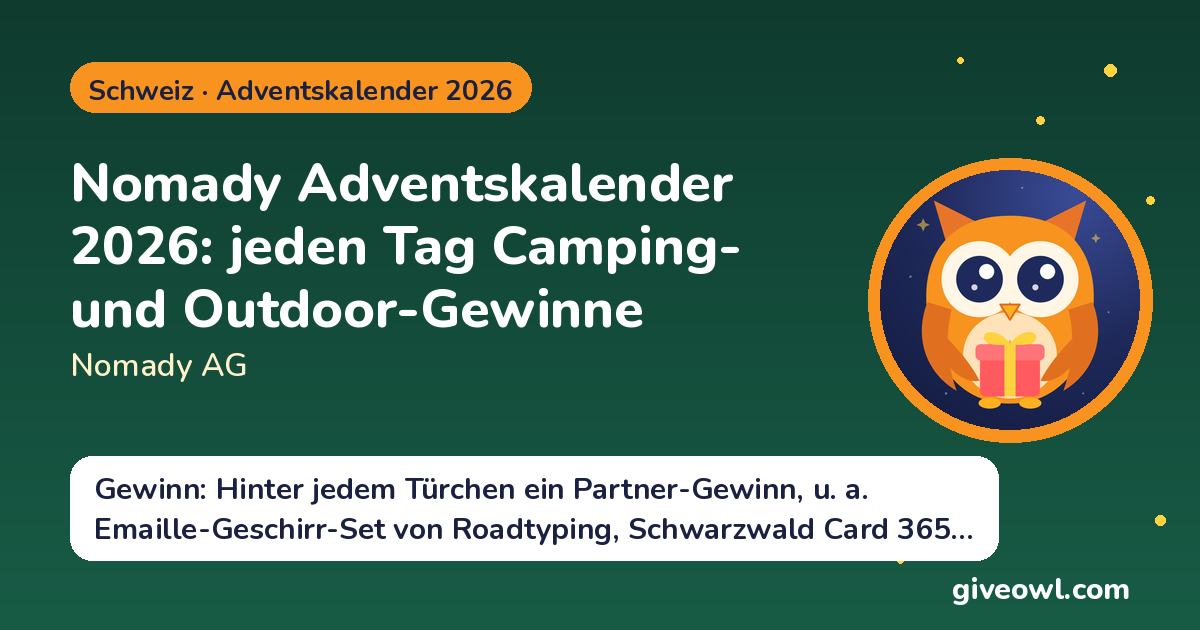 Schweiz · Adventskalender 2026
Nomady Adventskalender
2026: jeden Tag Camping-
und Outdoor-Gewinne
Nomady AG
Gewinn: Hinter jedem Türchen ein Partner-Gewinn, u. a.
Emaille-Geschirr-Set von Roadtyping, Schwarzwald Card 365...
giveowl.com